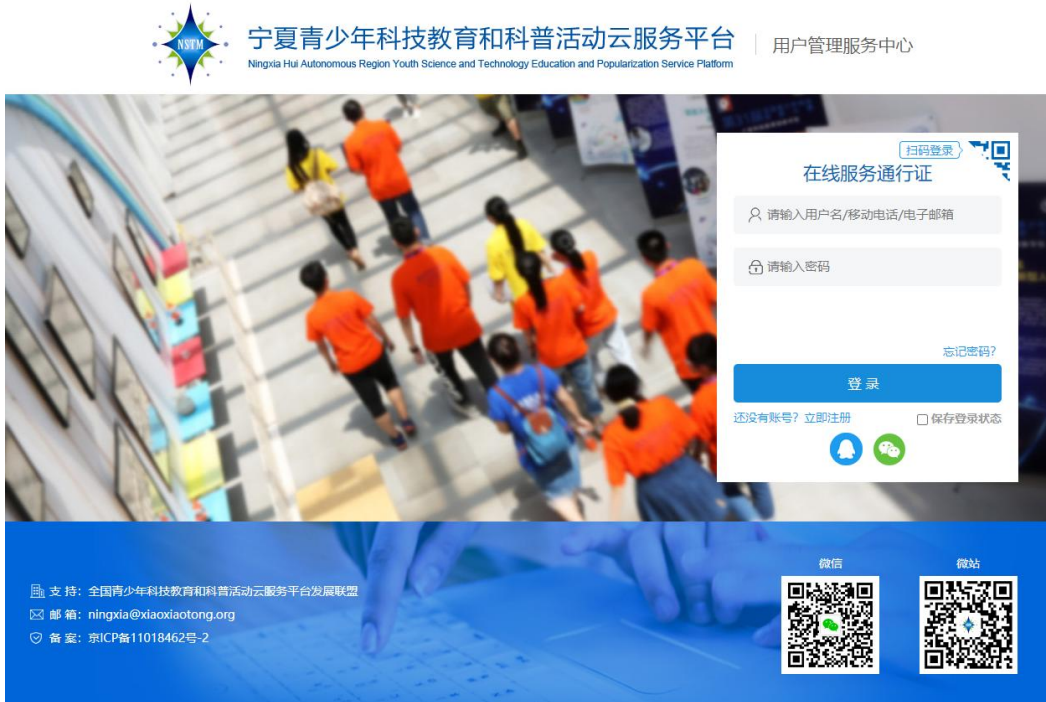 NSTM
宁夏青少年科技教育和科普活动云服务平台
用户管理服务中心
Ningxia Hui Autonomous Region Youth Science and Technology Education and Popularization Service Platform
扫码登录
在线服务通行证
请输入用户名/移动电话/电子邮箱
请输入密码
忘记密码?
登 录
还没有账号? 立即注册
保存登录状态
微信
微站
支 持: 全国青少年科技教育和科普活动云服务平台发展联盟
邮 箱: ningxia@xiaoxiaotong.org
备 案: 京ICP备11018462号-2